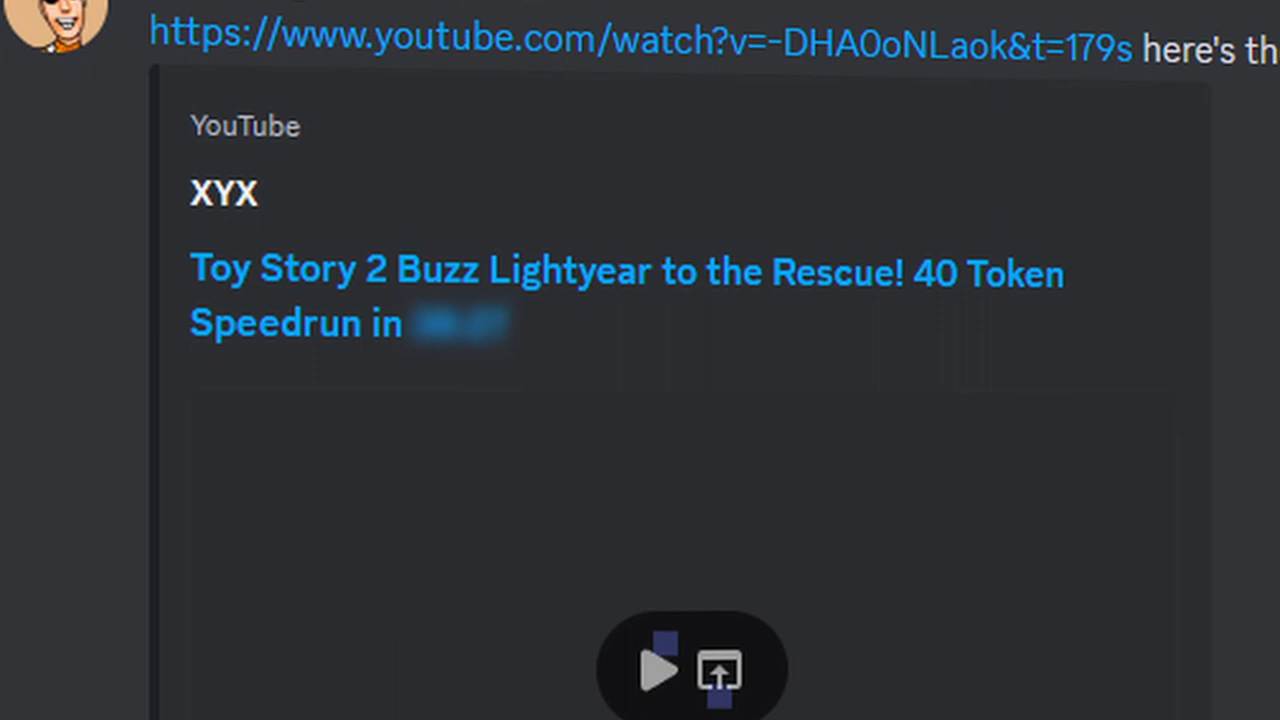 https://www.youtube.com/watch?v=-DHA0oNLaok&t=179s here's th
YouTube
XYX
Toy Story 2 Buzz Lightyear to the Rescue! 40 Token
Speedrun in